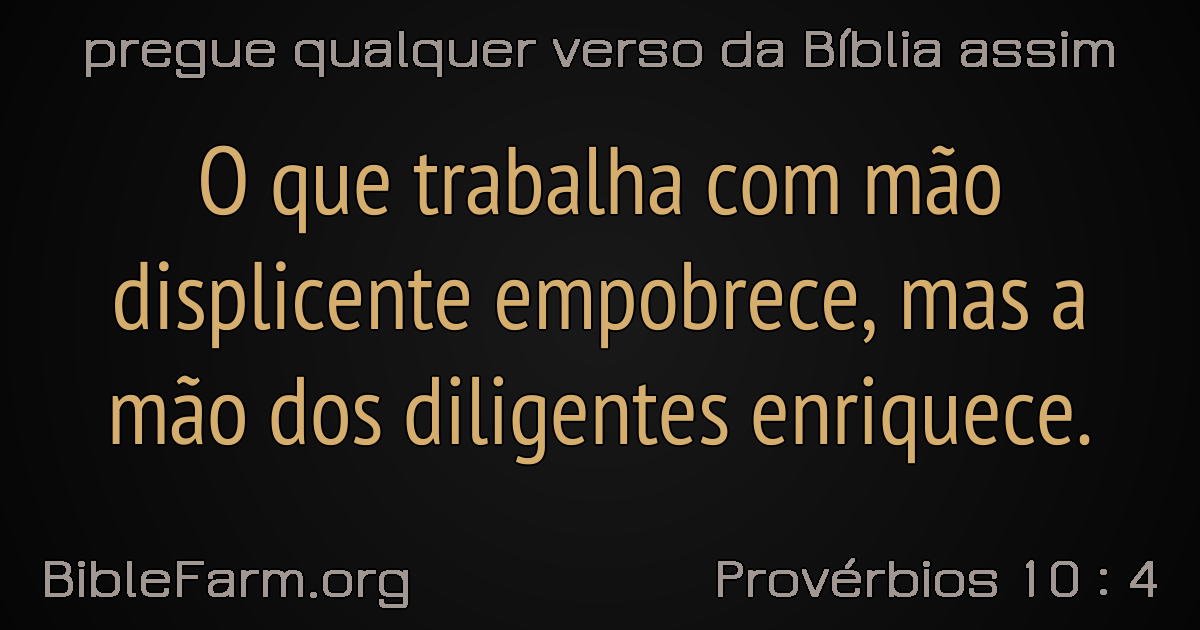 pregue qualquer verso da Bíblia assim
O que trabalha com mão
displicente empobrece, mas a
mão dos diligentes enriquece.
BibleFarm.org
Provérbios 10 : 4